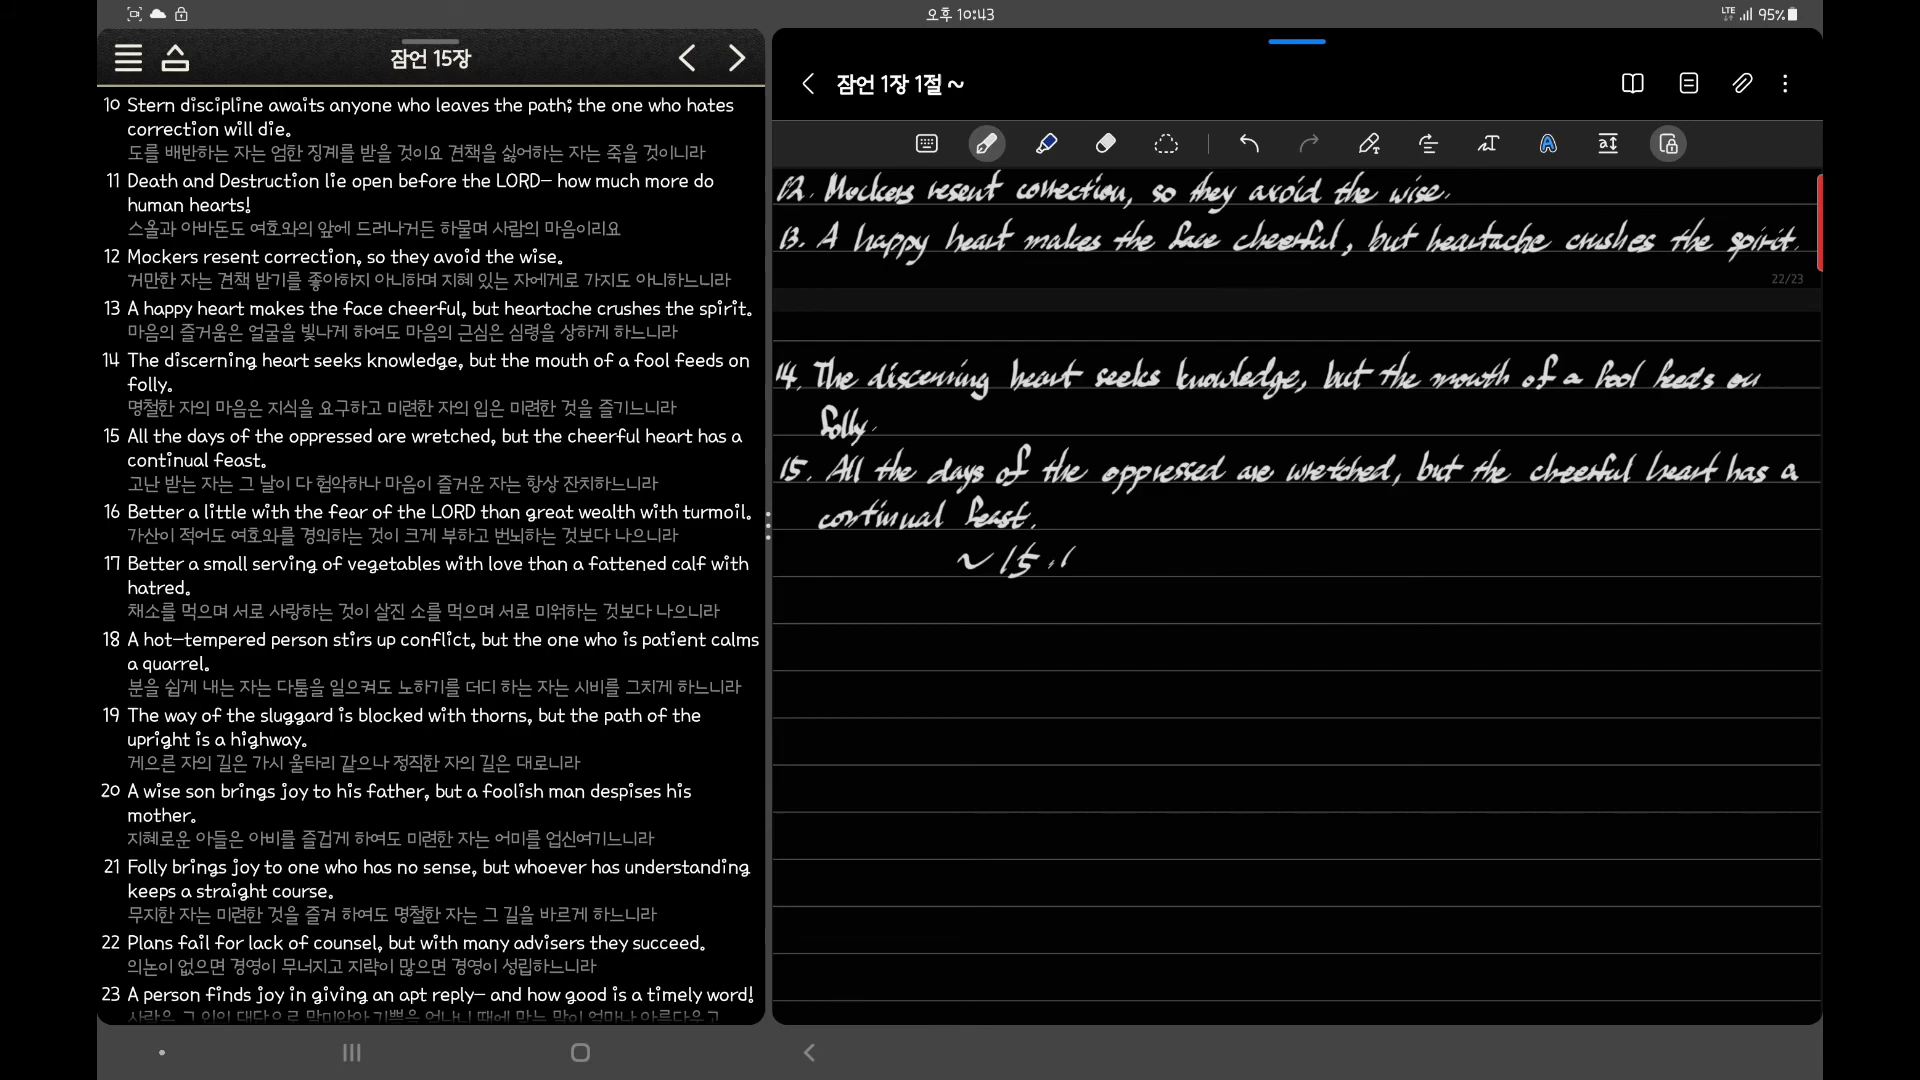 오후 10:43
LTE 95%
잠언 15장
10 Stern discipline awaits anyone who leaves the path; the one who hates
correction will die.
도를 배반하는 자는 엄한 징계를 받을 것이요 견책을 싫어하는 자는 죽을 것이니라
11 Death and Destruction lie open before the LORD— how much more do
human hearts!
스올과 아바돈도 여호와의 앞에 드러나거든 하물며 사람의 마음이리요
12 Mockers resent correction, so they avoid the wise.
거만한 자는 견책 받기를 좋아하지 아니하며 지혜 있는 자에게로 가지도 아니하느니라
13 A happy heart makes the face cheerful, but heartache crushes the spirit.
마음의 즐거움은 얼굴을 빛나게 하여도 마음의 근심은 심령을 상하게 하느니라
14 The discerning heart seeks knowledge, but the mouth of a fool feeds on
folly.
명철한 자의 마음은 지식을 요구하고 미련한 자의 입은 미련한 것을 즐기느니라
15 All the days of the oppressed are wretched, but the cheerful heart has a
continual feast.
고난 받는 자는 그 날이 다 험악하나 마음이 즐거운 자는 항상 잔치하느니라
16 Better a little with the fear of the LORD than great wealth with turmoil.
가산이 적어도 여호와를 경외하는 것이 크게 부하고 번뇌하는 것보다 나으니라
17 Better a small serving of vegetables with love than a fattened calf with
hatred.
채소를 먹으며 서로 사랑하는 것이 살진 소를 먹으며 서로 미워하는 것보다 나으니라
18 A hot-tempered person stirs up conflict, but the one who is patient calms
a quarrel.
분을 쉽게 내는 자는 다툼을 일으켜도 노하기를 더디 하는 자는 시비를 그치게 하느니라
19 The way of the sluggard is blocked with thorns, but the path of the
upright is a highway.
게으른 자의 길은 가시 울타리 같으나 정직한 자의 길은 대로니라
20 A wise son brings joy to his father, but a foolish man despises his
mother.
지혜로운 아들은 아비를 즐겁게 하여도 미련한 자는 어미를 업신여기느니라
21 Folly brings joy to one who has no sense, but whoever has understanding
keeps a straight course.
무지한 자는 미련한 것을 즐겨 하여도 명철한 자는 그 길을 바르게 하느니라
22 Plans fail for lack of counsel, but with many advisers they succeed.
의논이 없으면 경영이 무너지고 지략이 많으면 경영이 성립하느니라
23 A person finds joy in giving an apt reply— and how good is a timely word!
잠언 1장 1절 ~
12. Mockers resent correction, so they avoid the wise.
13. A happy heart makes the face cheerful, but heartache crushes the spirit.
22/23
14. The discerning heart seeks knowledge, but the mouth of a fool feeds on
folly.
15. All the days of the oppressed are wretched, but the cheerful heart has a
continual feast.
~ 15.1